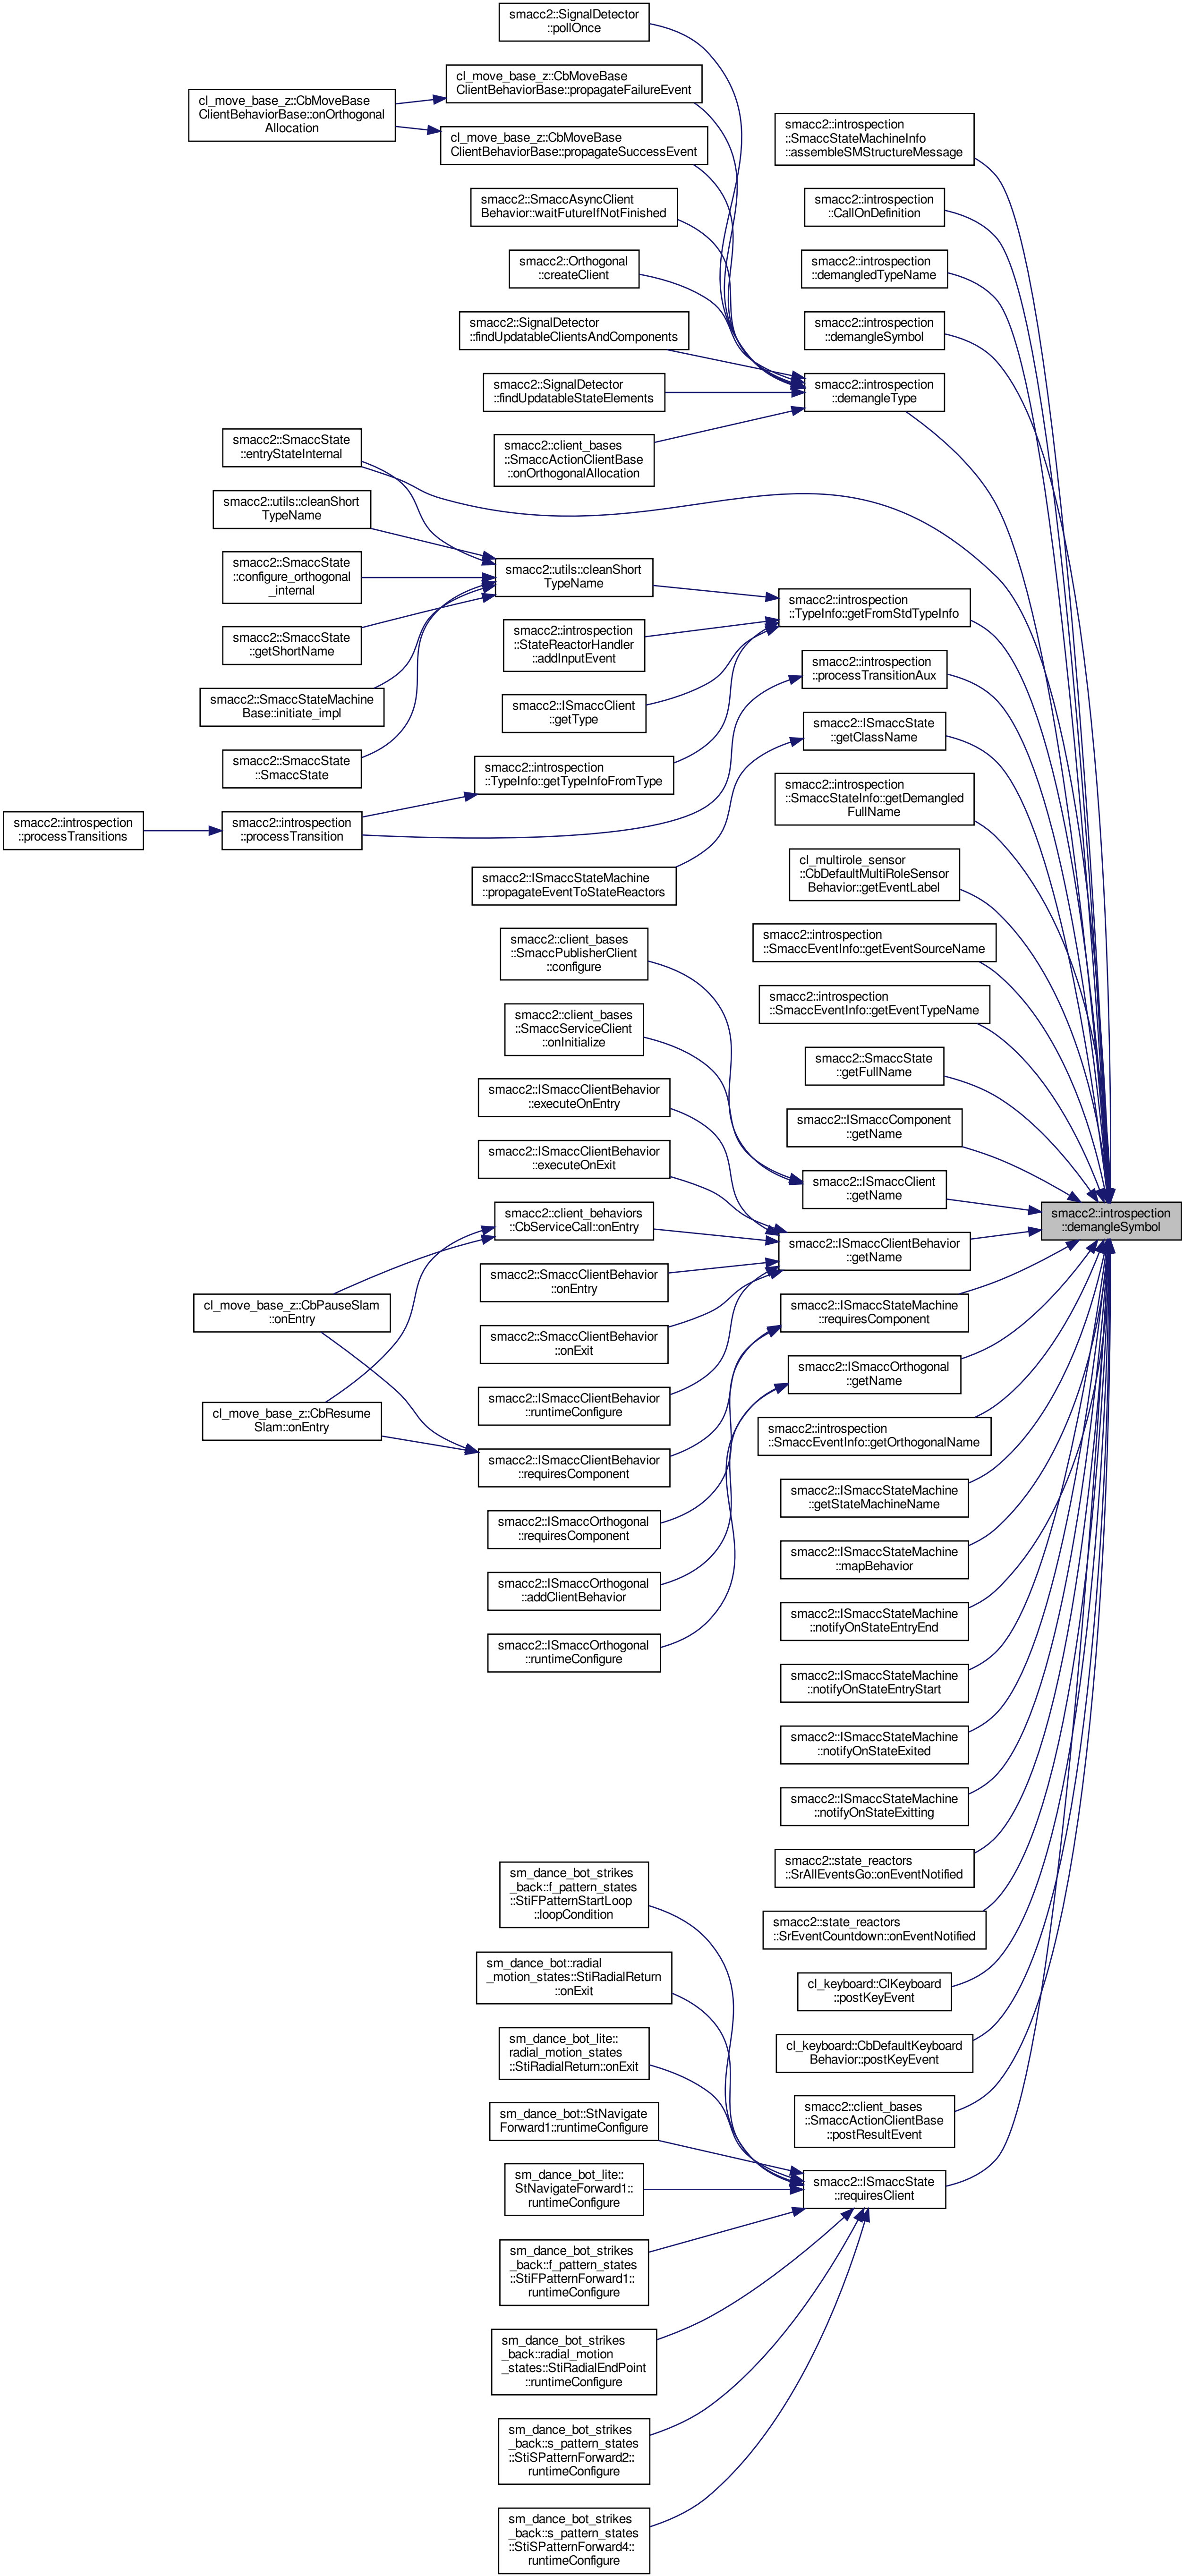 smacc2::SignalDetector
::pollOnce
cl_move_base_z::CbMoveBase
ClientBehaviorBase::propagateFailureEvent
cl_move_base_z::CbMoveBase
ClientBehaviorBase::onOrthogonal
Allocation
cl_move_base_z::CbMoveBase
ClientBehaviorBase::propagateSuccessEvent
smacc2::introspection
::SmaccStateMachineInfo
::assembleSMStructureMessage
smacc2::SmaccAsyncClient
Behavior::waitFutureIfNotFinished
smacc2::introspection
::CallOnDefinition
smacc2::Orthogonal
::createClient
smacc2::introspection
::demangledTypeName
smacc2::SignalDetector
::findUpdatableClientsAndComponents
smacc2::introspection
::demangleSymbol
smacc2::SignalDetector
::findUpdatableStateElements
smacc2::introspection
::demangleType
smacc2::client_bases
::SmaccActionClientBase
::onOrthogonalAllocation
smacc2::SmaccState
::entryStateInternal
smacc2::utils::cleanShort
TypeName
smacc2::SmaccState
::configure_orthogonal
_internal
smacc2::utils::cleanShort
TypeName
smacc2::introspection
::TypeInfo::getFromStdTypeInfo
smacc2::SmaccState
::getShortName
smacc2::introspection
::StateReactorHandler
::addInputEvent
smacc2::introspection
::processTransitionAux
smacc2::SmaccStateMachine
Base::initiate_impl
smacc2::ISmaccClient
::getType
smacc2::ISmaccState
::getClassName
smacc2::SmaccState
::SmaccState
smacc2::introspection
::TypeInfo::getTypeInfoFromType
smacc2::introspection
::SmaccStateInfo::getDemangled
FullName
smacc2::introspection
::processTransitions
smacc2::introspection
::processTransition
smacc2::ISmaccStateMachine
::propagateEventToStateReactors
cl_multirole_sensor
::CbDefaultMultiRoleSensor
Behavior::getEventLabel
smacc2::client_bases
::SmaccPublisherClient
::configure
smacc2::introspection
::SmaccEventInfo::getEventSourceName
smacc2::client_bases
::SmaccServiceClient
::onInitialize
smacc2::introspection
::SmaccEventInfo::getEventTypeName
smacc2::SmaccState
::getFullName
smacc2::ISmaccClientBehavior
::executeOnEntry
smacc2::ISmaccComponent
::getName
smacc2::ISmaccClientBehavior
::executeOnExit
smacc2::ISmaccClient
::getName
smacc2::client_behaviors
::CbServiceCall::onEntry
smacc2::introspection
::demangleSymbol
smacc2::ISmaccClientBehavior
::getName
smacc2::SmaccClientBehavior
::onEntry
cl_move_base_z::CbPauseSlam
::onEntry
smacc2::ISmaccStateMachine
::requiresComponent
smacc2::SmaccClientBehavior
::onExit
smacc2::ISmaccOrthogonal
::getName
smacc2::ISmaccClientBehavior
::runtimeConfigure
cl_move_base_z::CbResume
Slam::onEntry
smacc2::introspection
::SmaccEventInfo::getOrthogonalName
smacc2::ISmaccClientBehavior
::requiresComponent
smacc2::ISmaccStateMachine
::getStateMachineName
smacc2::ISmaccOrthogonal
::requiresComponent
smacc2::ISmaccStateMachine
::mapBehavior
smacc2::ISmaccOrthogonal
::addClientBehavior
smacc2::ISmaccStateMachine
::notifyOnStateEntryEnd
smacc2::ISmaccOrthogonal
::runtimeConfigure
smacc2::ISmaccStateMachine
::notifyOnStateEntryStart
smacc2::ISmaccStateMachine
::notifyOnStateExited
smacc2::ISmaccStateMachine
::notifyOnStateExitting
smacc2::state_reactors
::SrAllEventsGo::onEventNotified
sm_dance_bot_strikes
_back::f_pattern_states
::StiFPatternStartLoop
::loopCondition
smacc2::state_reactors
::SrEventCountdown::onEventNotified
sm_dance_bot::radial
_motion_states::StiRadialReturn
::onExit
cl_keyboard::ClKeyboard
::postKeyEvent
sm_dance_bot_lite::
radial_motion_states
::StiRadialReturn::onExit
cl_keyboard::CbDefaultKeyboard
Behavior::postKeyEvent
sm_dance_bot::StNavigate
Forward1::runtimeConfigure
smacc2::client_bases
::SmaccActionClientBase
::postResultEvent
sm_dance_bot_lite::
StNavigateForward1::
runtimeConfigure
smacc2::ISmaccState
::requiresClient
sm_dance_bot_strikes
_back::f_pattern_states
::StiFPatternForward1::
runtimeConfigure
sm_dance_bot_strikes
_back::radial_motion
_states::StiRadialEndPoint
::runtimeConfigure
sm_dance_bot_strikes
_back::s_pattern_states
::StiSPatternForward2::
runtimeConfigure
sm_dance_bot_strikes
_back::s_pattern_states
::StiSPatternForward4::
runtimeConfigure